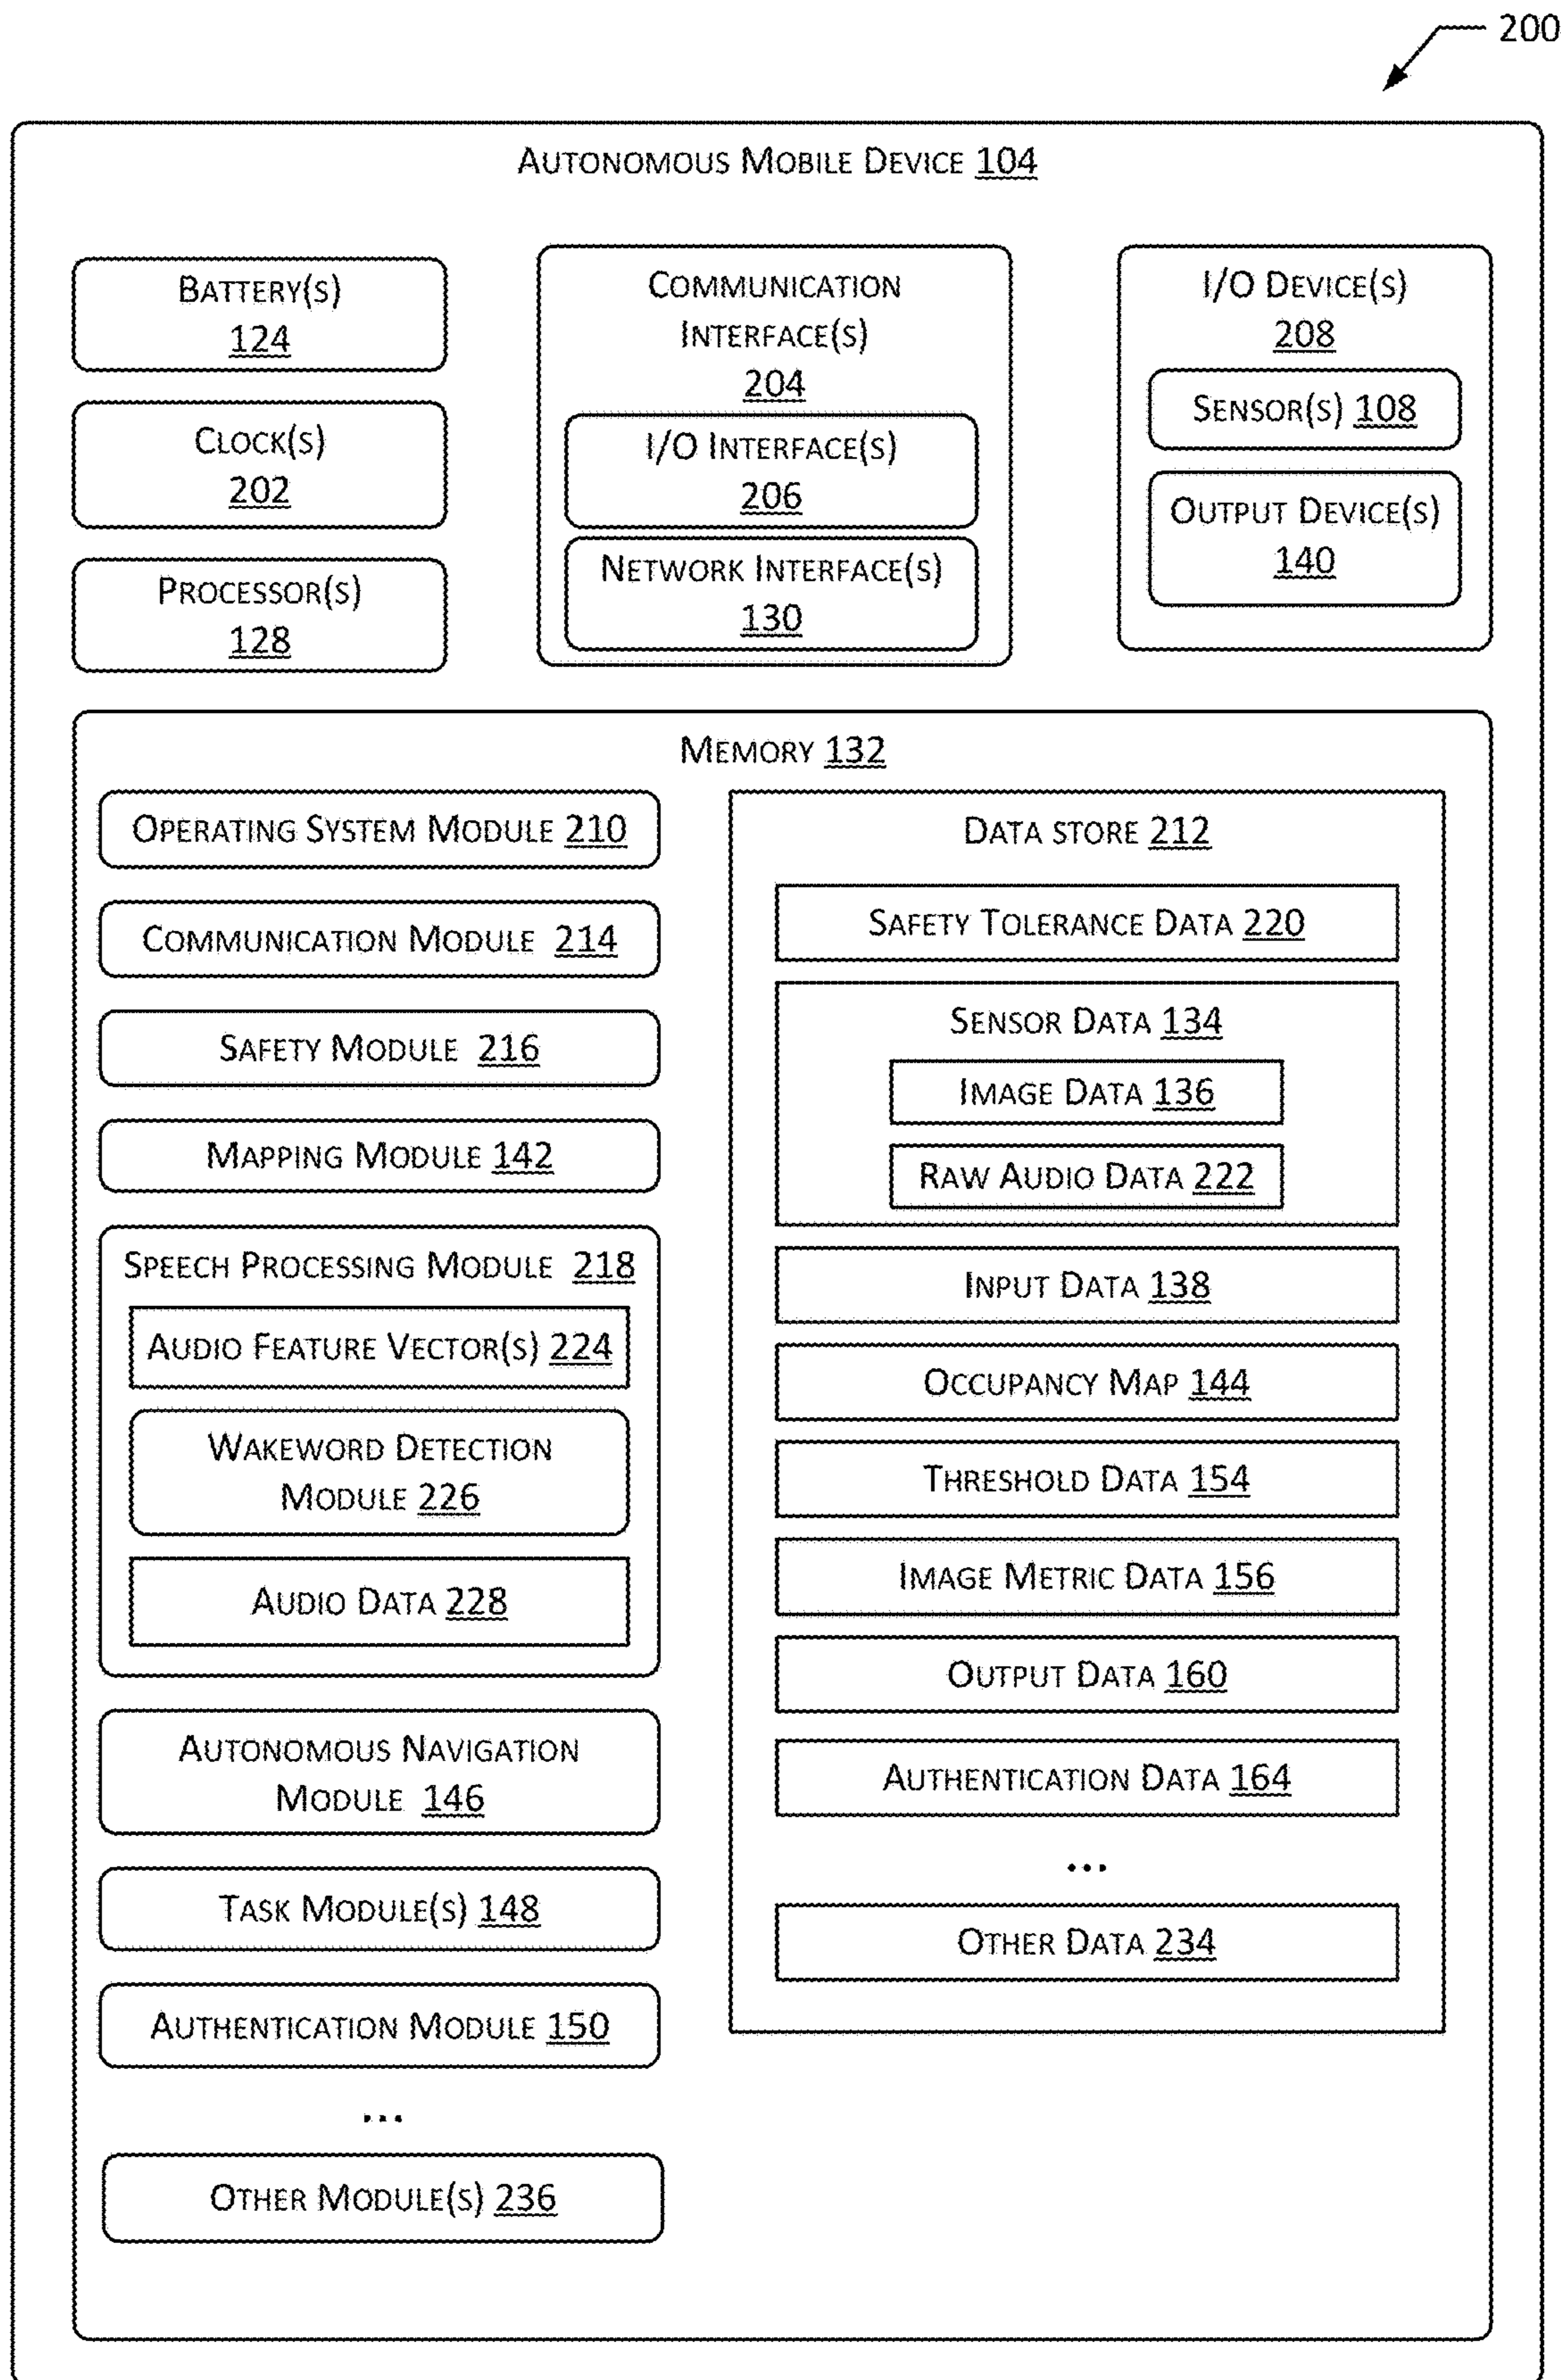 200
AUTONOMOUS MOBILE DEVICE 104
BATTERY(S)
124
CLOCK(S)
202
PROCESSOR(S)
128
COMMUNICATION
INTERFACE(S)
204
I/O INTERFACE(S)
206
NETWORK INTERFACE(S)
130
I/O DEVICE(S)
208
SENSOR(S) 108
OUTPUT DEVICE(S)
140
MEMORY 132
OPERATING SYSTEM MODULE 210
COMMUNICATION MODULE 214
SAFETY MODULE 216
MAPPING MODULE 142
SPEECH PROCESSING MODULE 218
AUDIO FEATURE VECTOR(S) 224
WAKEWORD DETECTION
MODULE 226
AUDIO DATA 228
AUTONOMOUS NAVIGATION
MODULE 146
TASK MODULE(S) 148
AUTHENTICATION MODULE 150
...
OTHER MODULE(S) 236
DATA STORE 212
SAFETY TOLERANCE DATA 220
SENSOR DATA 134
IMAGE DATA 136
RAW AUDIO DATA 222
INPUT DATA 138
OCCUPANCY MAP 144
THRESHOLD DATA 154
IMAGE METRIC DATA 156
OUTPUT DATA 160
AUTHENTICATION DATA 164
...
OTHER DATA 234